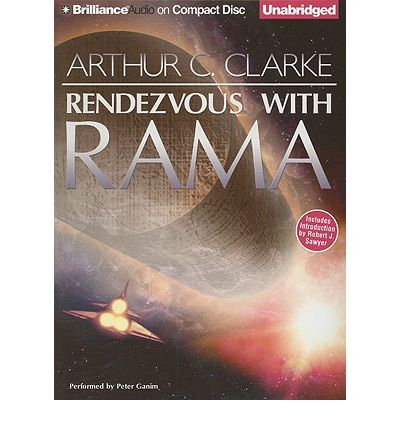 Brilliance Audio on Compact Disc
Unabridged
ARTHUR C. CLARKE
RENDEZVOUS WITH
RAMA
Includes
Introduction
by Robert J.
Sawyer
Performed by Peter Ganim